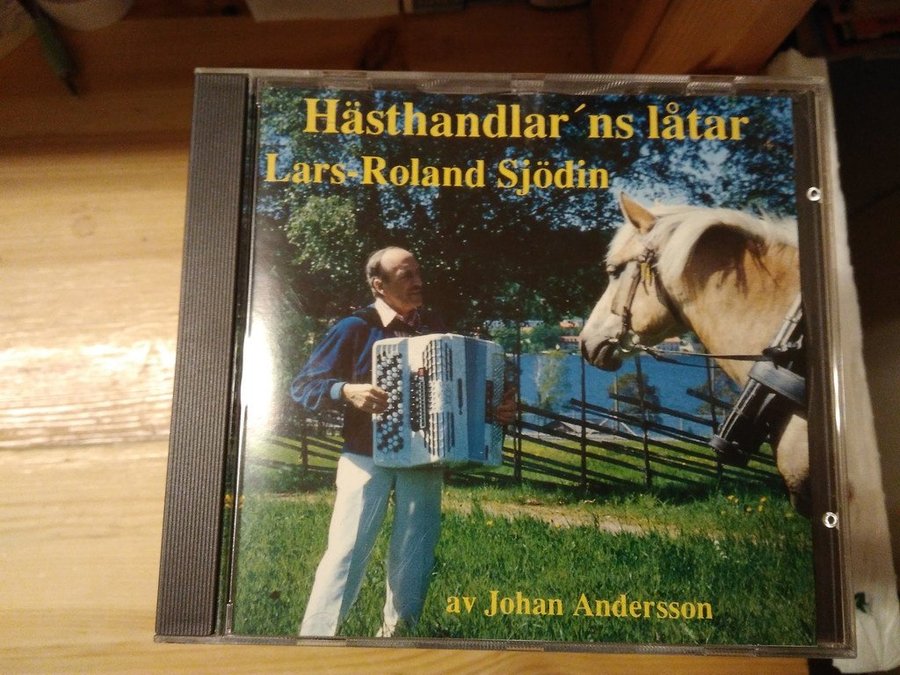 Hästhandlar´ns låtar
Lars-Roland Sjödin
av Johan Andersson